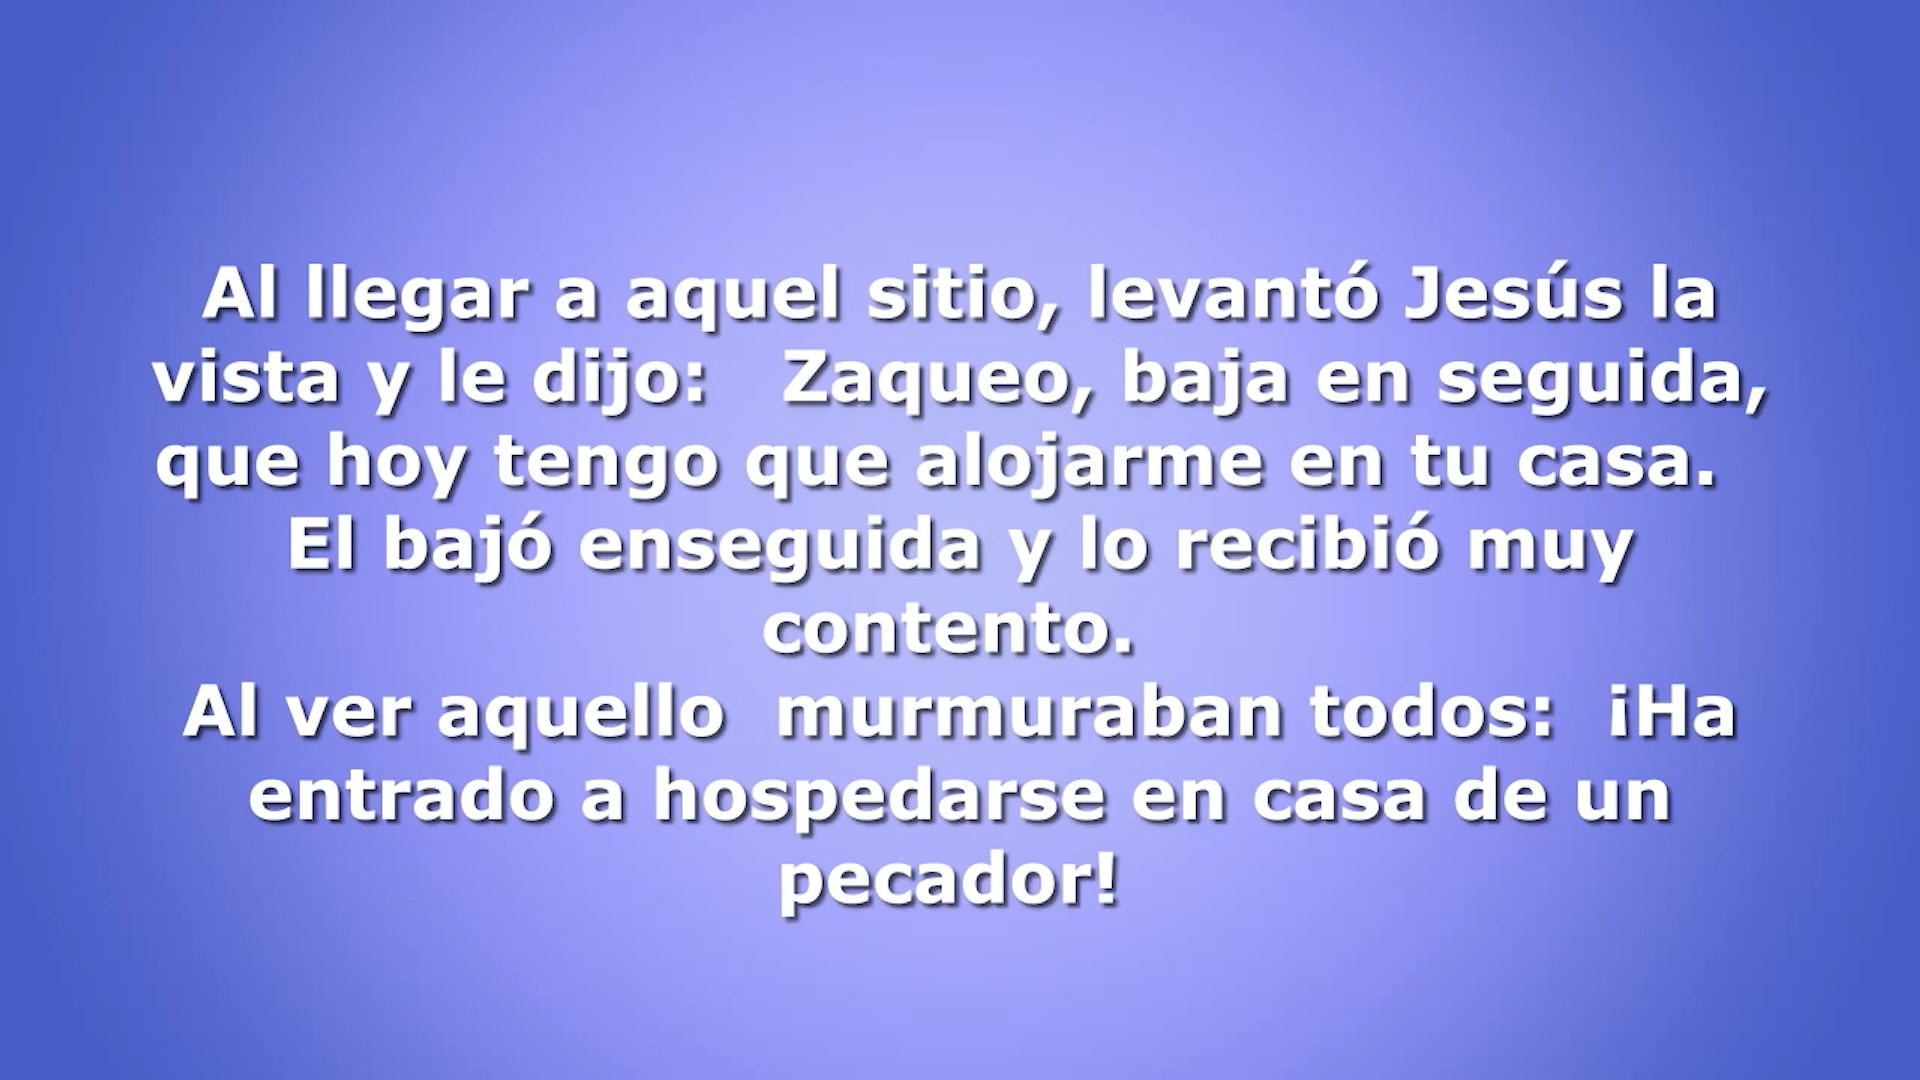 Al llegar a aquel sitio, levantó Jesús la
vista y le dijo:   Zaqueo, baja en seguida,
que hoy tengo que alojarme en tu casa.
El bajó enseguida y lo recibió muy
contento.
Al ver aquello  murmuraban todos:  ¡Ha
entrado a hospedarse en casa de un
pecador!